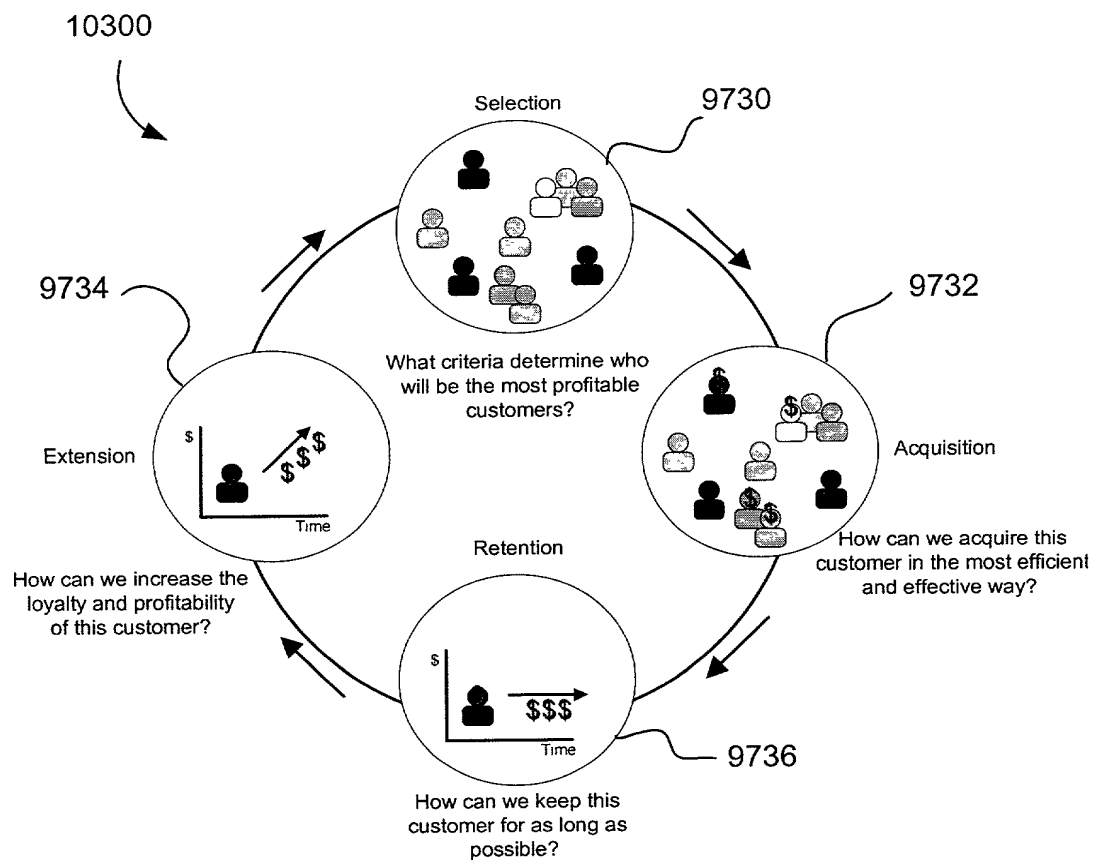 10300
Selection
9730
What criteria determine who
will be the most profitable
customers?
9732
$
$
$
$
Acquisition
How can we acquire this
customer in the most efficient
and effective way?
9734
Extension
$
$
$
$
Time
How can we increase the
loyalty and profitability
of this customer?
Retention
$
$$$
Time
9736
How can we keep this
customer for as long as
possible?